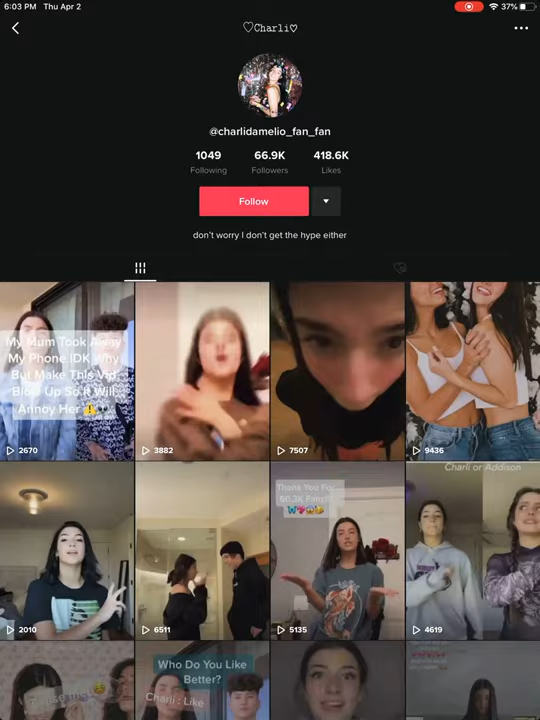 6:03 PM Thu Apr 2
37%
♡Charli♡
@charlidamelio_fan_fan
1049 66.9K 418.6K
Following Followers Likes
Follow
don't worry I don't get the hype either
My Mum Took Away
My Phone IDK Why
But Make This Vid
Blow Up So It Will
Annoy Her ⚠️
2670
3882
7507
9436
Charli or Addison
Thank You For
60.3K Fans!!
2010
6511
5135
4619
Who Do You Like
Better?
Charli : Like